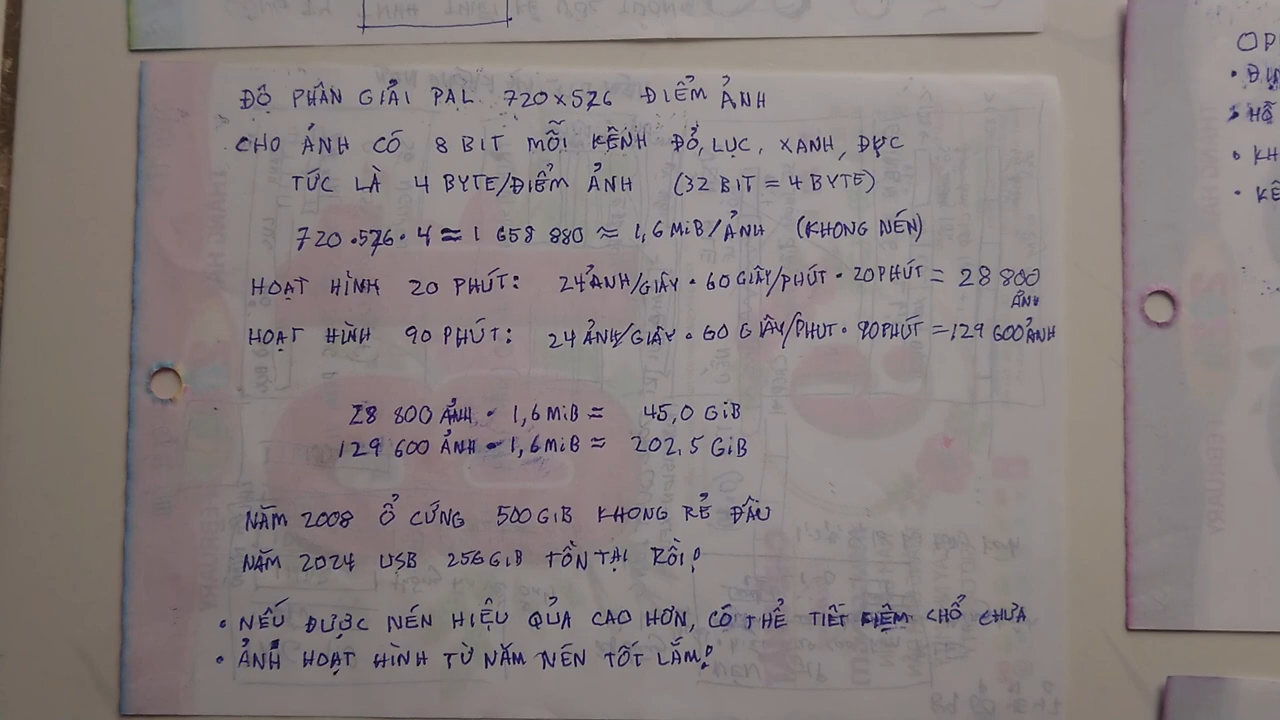 ĐỘ PHÂN GIẢI PAL 720×576 ĐIỂM ẢNH
CHO ẢNH CÓ 8 BIT MỖI KÊNH ĐỎ, LỤC, XANH, ĐỤC
TỨC LÀ 4 BYTE/ĐIỂM ẢNH (32 BIT = 4 BYTE)
720 · 576 · 4 ≈ 1 658 880 ≈ 1,6 MiB/ẢNH (KHONG NÉN)
HOẠT HÌNH 20 PHÚT: 24 ẢNH/GIÂY · 60 GIÂY/PHÚT · 20 PHÚT = 28 800 ẢNH
HOẠT HÌNH 90 PHÚT: 24 ẢNH/GIÂY · 60 GIÂY/PHUT · 90 PHÚT = 129 600 ẢNH
28 800 ẢNH · 1,6 MiB ≈ 45,0 GiB
129 600 ẢNH · 1,6 MiB ≈ 202,5 GiB
NĂM 2008 Ổ CỨNG 500 GIB KHONG RẺ ĐÂU
NĂM 2024 USB 256 GiB TỒN TẠI RỒI!
• NẾU ĐƯỢC NÉN HIỆU QỦA CAO HƠN, CÓ THỂ TIẾT KIỆM CHỔ CHƯA
• ẢNH HOẠT HÌNH TỪ NĂM NÉN TỐT LẮM!
OP
• KH
• KẾ